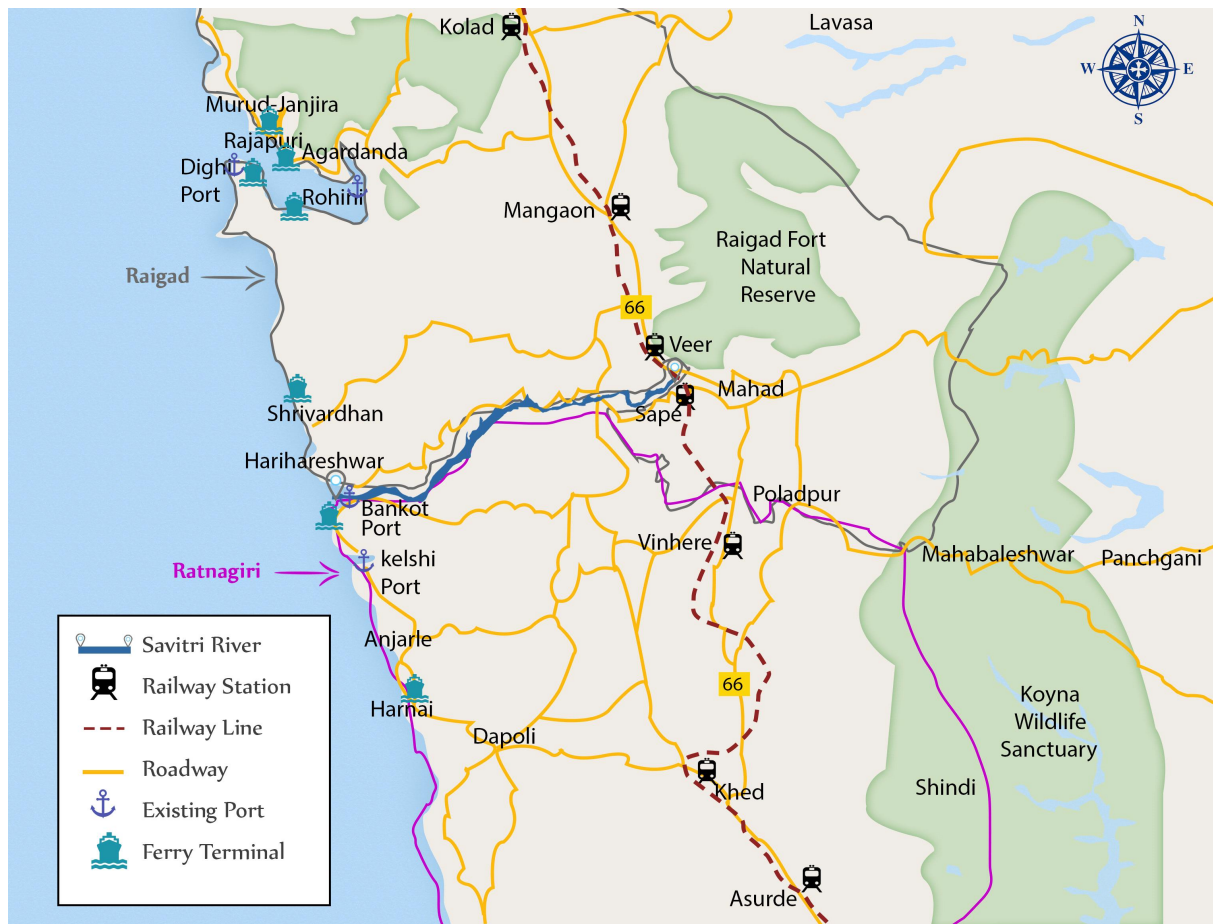 Kolad
Lavasa
N
W
E
S
Murud-Janjira
Rajapuri
Agardanda
Dighi
Port
Rohini
Mangaon
Raigad Fort
Natural
Reserve
Raigad
66
Veer
Mahad
Shrivardhan
Sape
Harihareshwar
Bankot
Port
Poladpur
Vinhere
Mahabaleshwar
Panchgani
kelshi
Port
Ratnagiri
Anjarle
Harnai
66
Dapoli
Koyna
Wildlife
Sanctuary
Khed
Shindi
Asurde
Savitri River
Railway Station
Railway Line
Roadway
Existing Port
Ferry Terminal